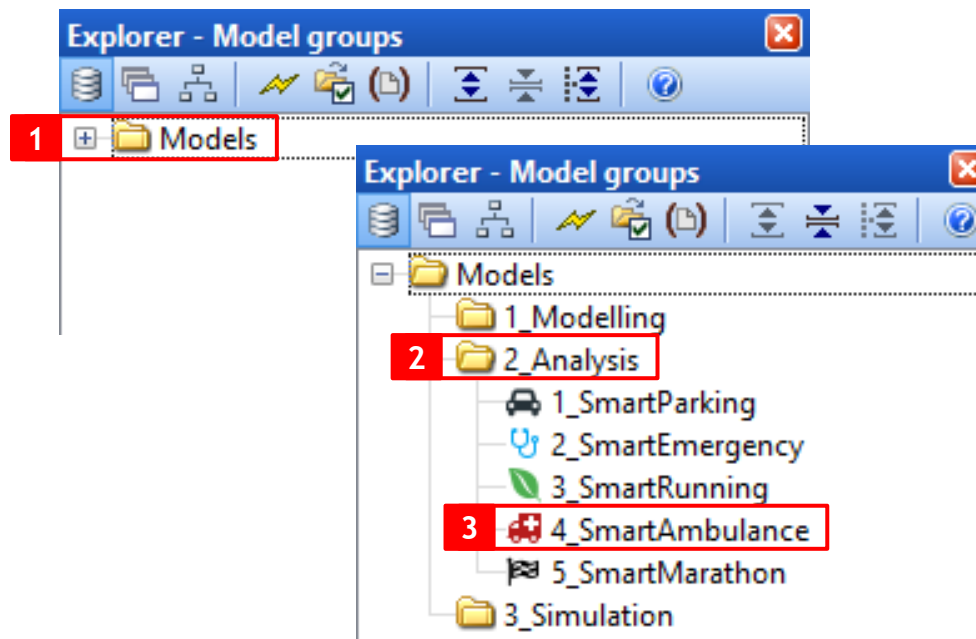 Explorer - Model groups
1 Models
Explorer - Model groups
Models
1_Modelling
2 2_Analysis
1_SmartParking
2_SmartEmergency
3_SmartRunning
3 4_SmartAmbulance
5_SmartMarathon
3_Simulation